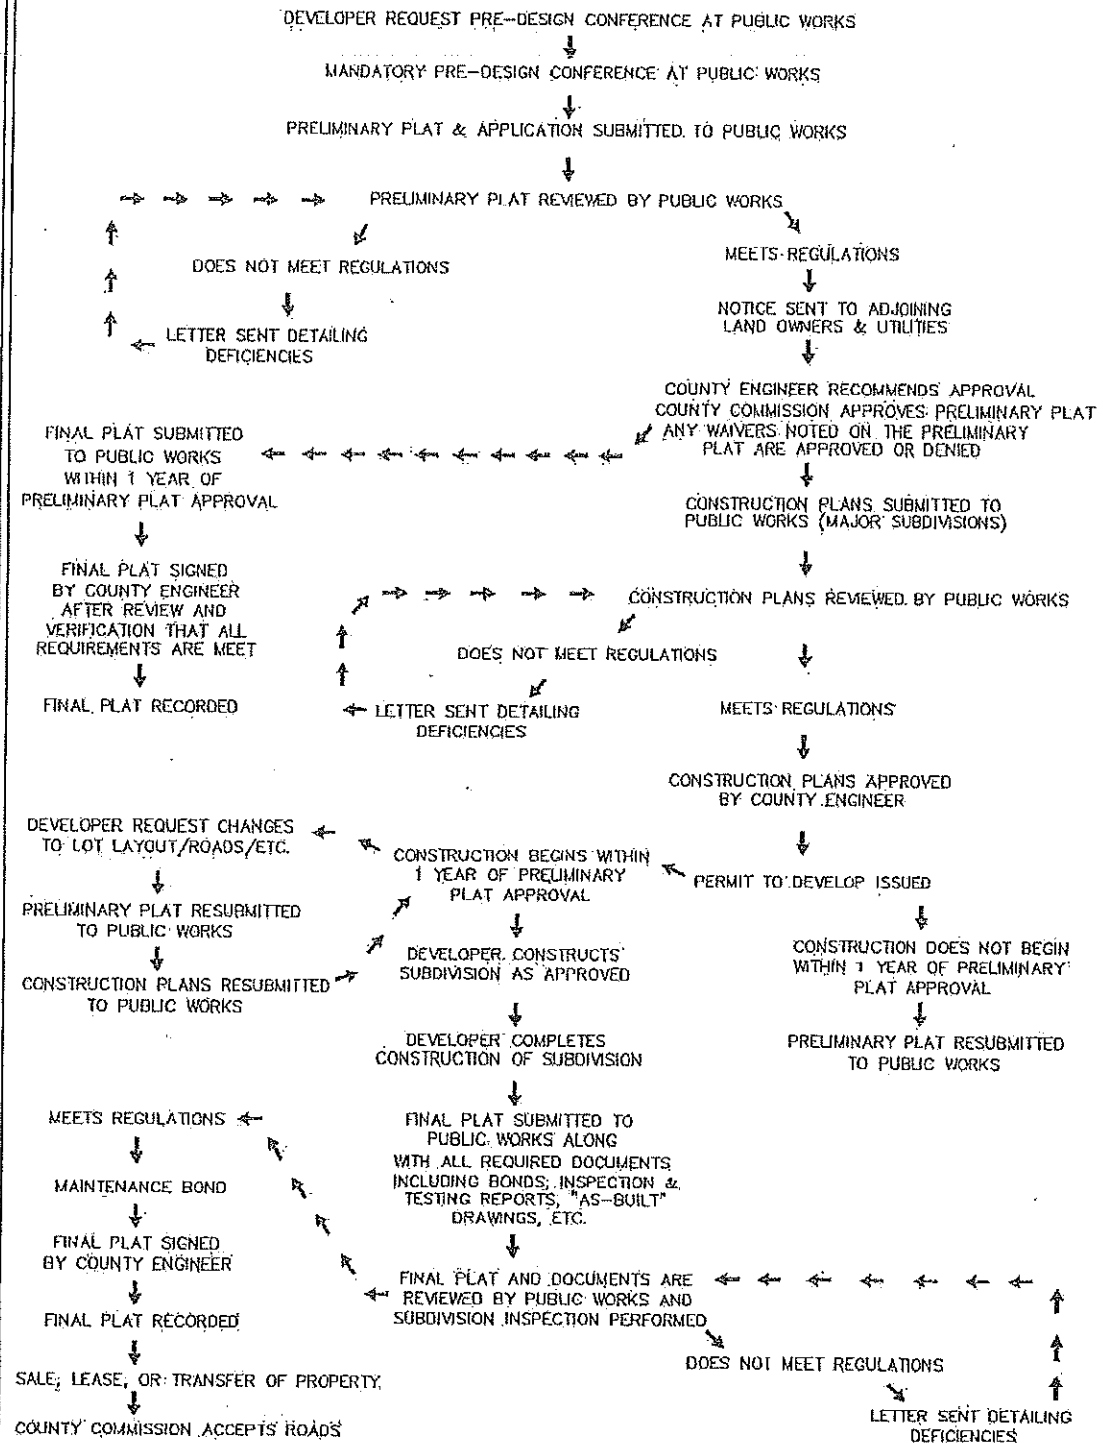 DEVELOPER REQUEST PRE-DESIGN CONFERENCE AT PUBLIC WORKS
MANDATORY PRE-DESIGN CONFERENCE AT PUBLIC WORKS
PRELIMINARY PLAT & APPLICATION SUBMITTED TO PUBLIC WORKS
PRELIMINARY PLAT REVIEWED BY PUBLIC WORKS
DOES NOT MEET REGULATIONS
LETTER SENT DETAILING
DEFICIENCIES
MEETS REGULATIONS
NOTICE SENT TO ADJOINING
LAND OWNERS & UTILITIES
COUNTY ENGINEER RECOMMENDS APPROVAL
COUNTY COMMISSION APPROVES PRELIMINARY PLAT
ANY WAIVERS NOTED ON THE PRELIMINARY
PLAT ARE APPROVED OR DENIED
FINAL PLAT SUBMITTED
TO PUBLIC WORKS
WITHIN 1 YEAR OF
PRELIMINARY PLAT APPROVAL
FINAL PLAT SIGNED
BY COUNTY ENGINEER
AFTER REVIEW AND
VERIFICATION THAT ALL
REQUIREMENTS ARE MEET
FINAL PLAT RECORDED
CONSTRUCTION PLANS SUBMITTED TO
PUBLIC WORKS (MAJOR SUBDIVISIONS)
CONSTRUCTION PLANS REVIEWED BY PUBLIC WORKS
DOES NOT MEET REGULATIONS
LETTER SENT DETAILING
DEFICIENCIES
MEETS REGULATIONS
CONSTRUCTION PLANS APPROVED
BY COUNTY ENGINEER
PERMIT TO DEVELOP ISSUED
CONSTRUCTION DOES NOT BEGIN
WITHIN 1 YEAR OF PRELIMINARY
PLAT APPROVAL
PRELIMINARY PLAT RESUBMITTED
TO PUBLIC WORKS
CONSTRUCTION BEGINS WITHIN
1 YEAR OF PRELIMINARY
PLAT APPROVAL
DEVELOPER REQUEST CHANGES
TO LOT LAYOUT/ROADS/ETC.
PRELIMINARY PLAT RESUBMITTED
TO PUBLIC WORKS
CONSTRUCTION PLANS RESUBMITTED
TO PUBLIC WORKS
DEVELOPER CONSTRUCTS
SUBDIVISION AS APPROVED
DEVELOPER COMPLETES
CONSTRUCTION OF SUBDIVISION
FINAL PLAT SUBMITTED TO
PUBLIC WORKS ALONG
WITH ALL REQUIRED DOCUMENTS
INCLUDING BONDS, INSPECTION &
TESTING REPORTS, "AS-BUILT"
DRAWINGS, ETC.
FINAL PLAT AND DOCUMENTS ARE
REVIEWED BY PUBLIC WORKS AND
SUBDIVISION INSPECTION PERFORMED
DOES NOT MEET REGULATIONS
LETTER SENT DETAILING
DEFICIENCIES
MEETS REGULATIONS
MAINTENANCE BOND
FINAL PLAT SIGNED
BY COUNTY ENGINEER
FINAL PLAT RECORDED
SALE, LEASE, OR TRANSFER OF PROPERTY
COUNTY COMMISSION ACCEPTS ROADS